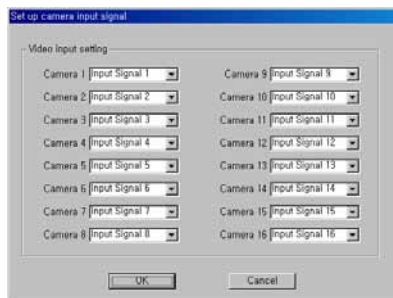 Set up camera input signal
Video input setting
Camera 1 Input Signal 1
Camera 2 Input Signal 2
Camera 3 Input Signal 3
Camera 4 Input Signal 4
Camera 5 Input Signal 5
Camera 6 Input Signal 6
Camera 7 Input Signal 7
Camera 8 Input Signal 8
Camera 9 Input Signal 9
Camera 10 Input Signal 10
Camera 11 Input Signal 11
Camera 12 Input Signal 12
Camera 13 Input Signal 13
Camera 14 Input Signal 14
Camera 15 Input Signal 15
Camera 16 Input Signal 16
OK
Cancel